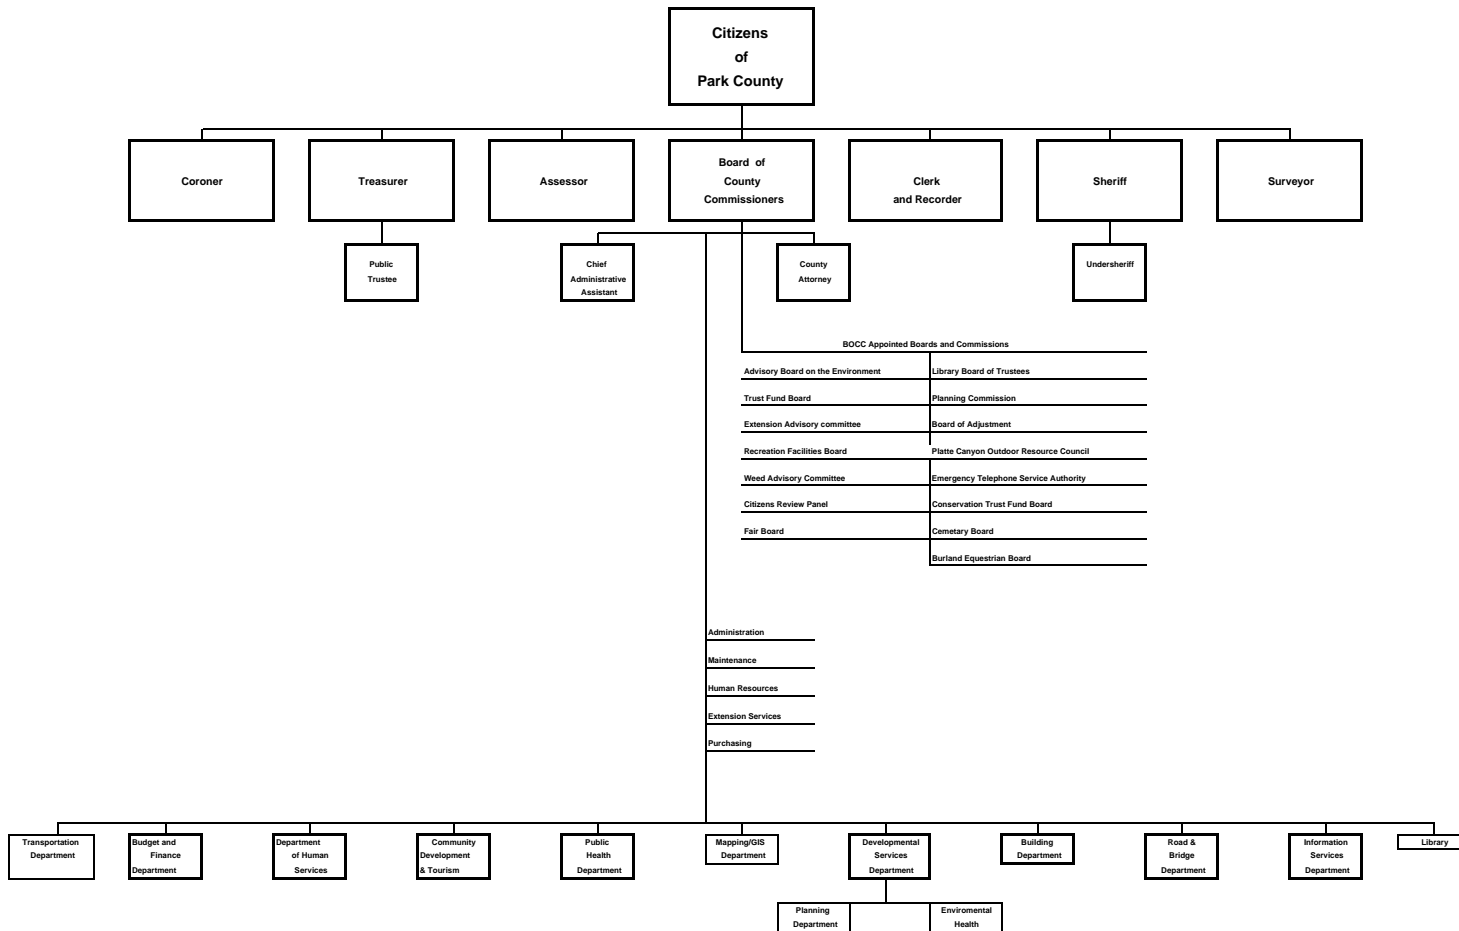 Citizens
of
Park County
Coroner
Treasurer
Assessor
Board of
County
Commissioners
Clerk
and Recorder
Sheriff
Surveyor
Public
Trustee
Chief
Administrative
Assistant
County
Attorney
Undersheriff
BOCC Appointed Boards and Commissions
Advisory Board on the Environment
Library Board of Trustees
Trust Fund Board
Planning Commission
Extension Advisory committee
Board of Adjustment
Recreation Facilities Board
Platte Canyon Outdoor Resource Council
Weed Advisory Committee
Emergency Telephone Service Authority
Citizens Review Panel
Conservation Trust Fund Board
Fair Board
Cemetary Board
Burland Equestrian Board
Administration
Maintenance
Human Resources
Extension Services
Purchasing
Transportation
Department
Budget and
Finance
Department
Department
of Human
Services
Community
Development
& Tourism
Public
Health
Department
Mapping/GIS
Department
Developmental
Services
Department
Building
Department
Road &
Bridge
Department
Information
Services
Department
Library
Planning
Department
Enviromental
Health